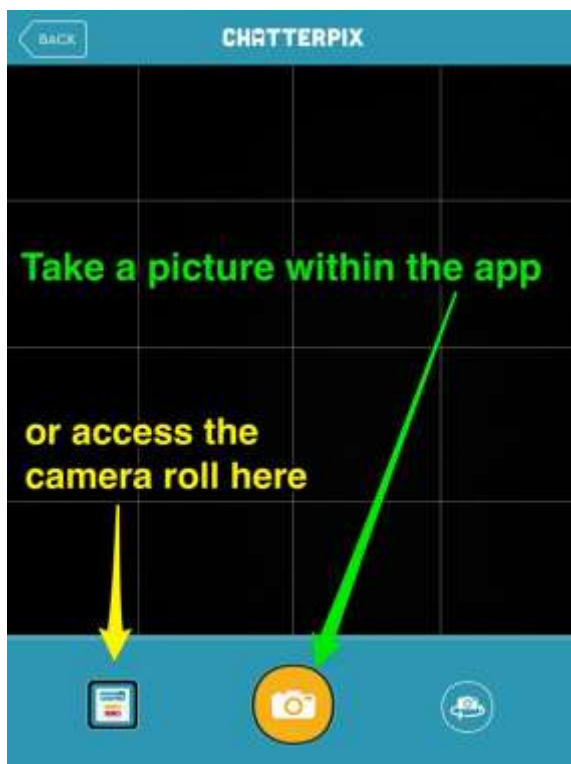 BACK
CHATTERPIX
Take a picture within the app
or access the
camera roll here